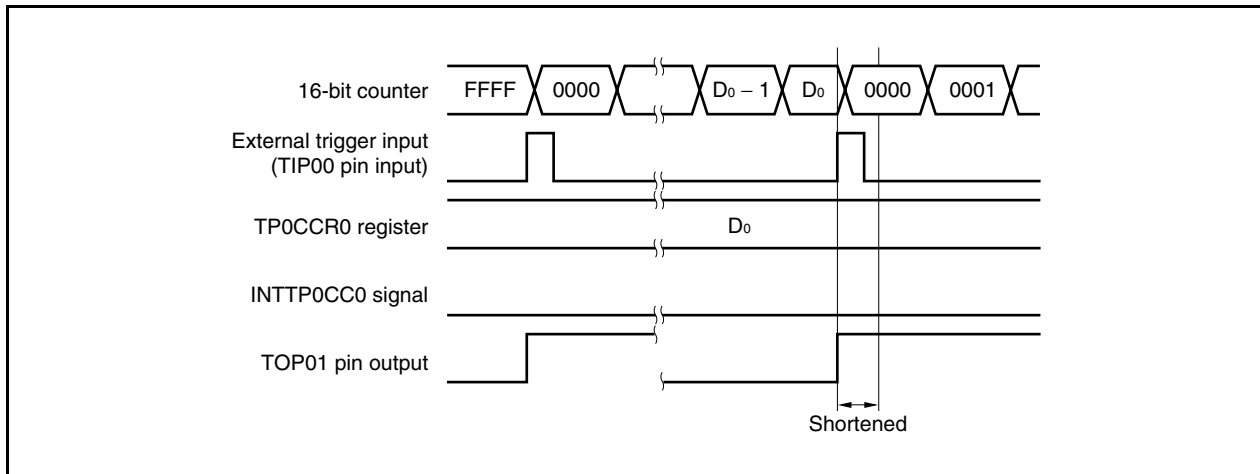 16-bit counter FFFF 0000 D₀ − 1 D₀ 0000 0001
External trigger input
(TIP00 pin input)
TP0CCR0 register D₀
INTTP0CC0 signal
TOP01 pin output
Shortened